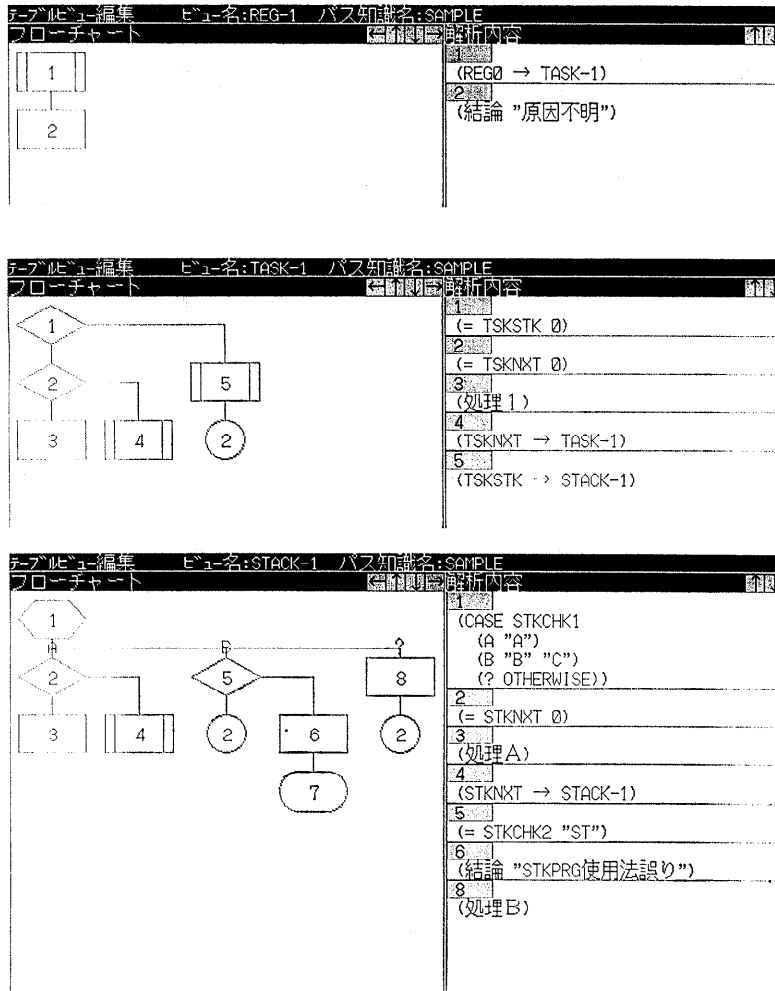 テーブルビュー編集 ビュー名:REG-1 パス知識名:SAMPLE
フローチャート ←↑↓→ 解析内容 ↑↓
1
2
1
(REG0 → TASK-1)
2
(結論 "原因不明")
テーブルビュー編集 ビュー名:TASK-1 パス知識名:SAMPLE
フローチャート ←↑↓→ 解析内容 ↑↓
1
2 5
3 4 2
1
(= TSKSTK 0)
2
(= TSKNXT 0)
3
(処理1)
4
(TSKNXT → TASK-1)
5
(TSKSTK → STACK-1)
テーブルビュー編集 ビュー名:STACK-1 パス知識名:SAMPLE
フローチャート ←↑↓→ 解析内容 ↑↓
1
A B ?
2 5 8
3 4 2 6 2
7
1
(CASE STKCHK1
(A "A")
(B "B" "C")
(? OTHERWISE))
2
(= STKNXT 0)
3
(処理A)
4
(STKNXT → STACK-1)
5
(= STKCHK2 "ST")
6
(結論 "STKPRG使用法誤り")
8
(処理B)